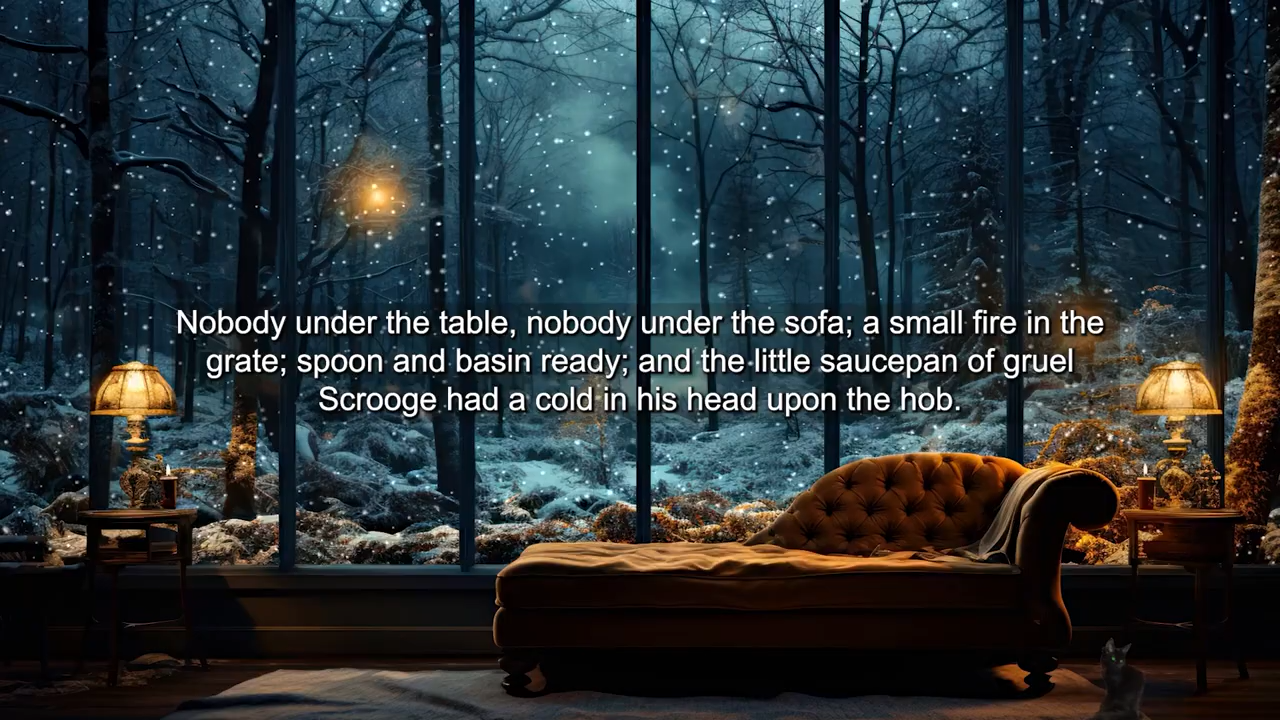 Nobody under the table, nobody under the sofa; a small fire in the
grate; spoon and basin ready; and the little saucepan of gruel
Scrooge had a cold in his head upon the hob.